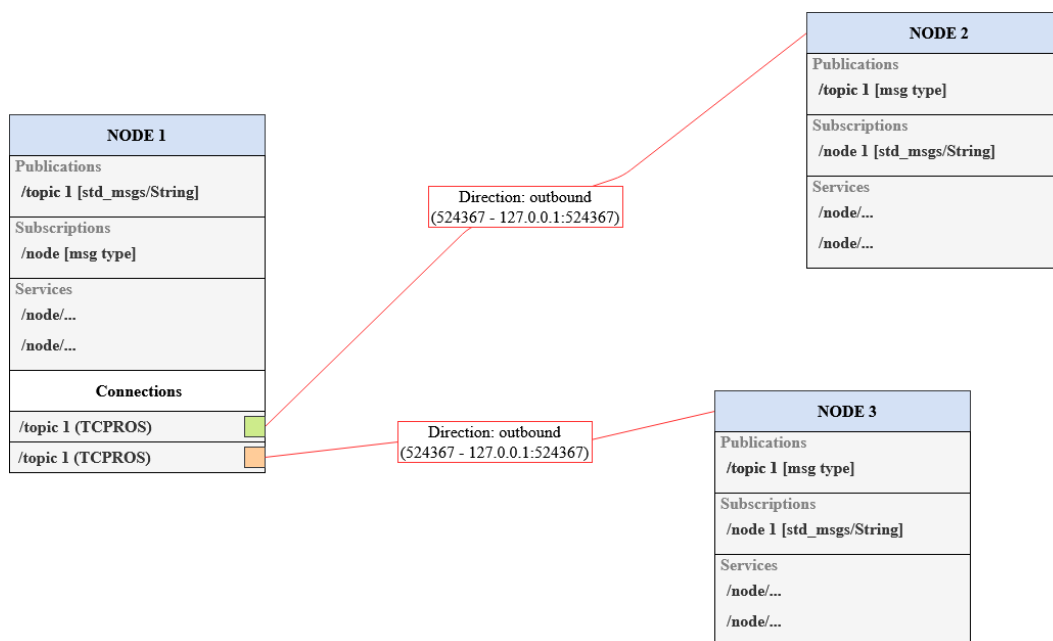 NODE 1
Publications
/topic 1 [std_msgs/String]
Subscriptions
/node [msg type]
Services
/node/...
/node/...
Connections
/topic 1 (TCPROS)
/topic 1 (TCPROS)
Direction: outbound
(524367 - 127.0.0.1:524367)
Direction: outbound
(524367 - 127.0.0.1:524367)
NODE 2
Publications
/topic 1 [msg type]
Subscriptions
/node 1 [std_msgs/String]
Services
/node/...
/node/...
NODE 3
Publications
/topic 1 [msg type]
Subscriptions
/node 1 [std_msgs/String]
Services
/node/...
/node/...